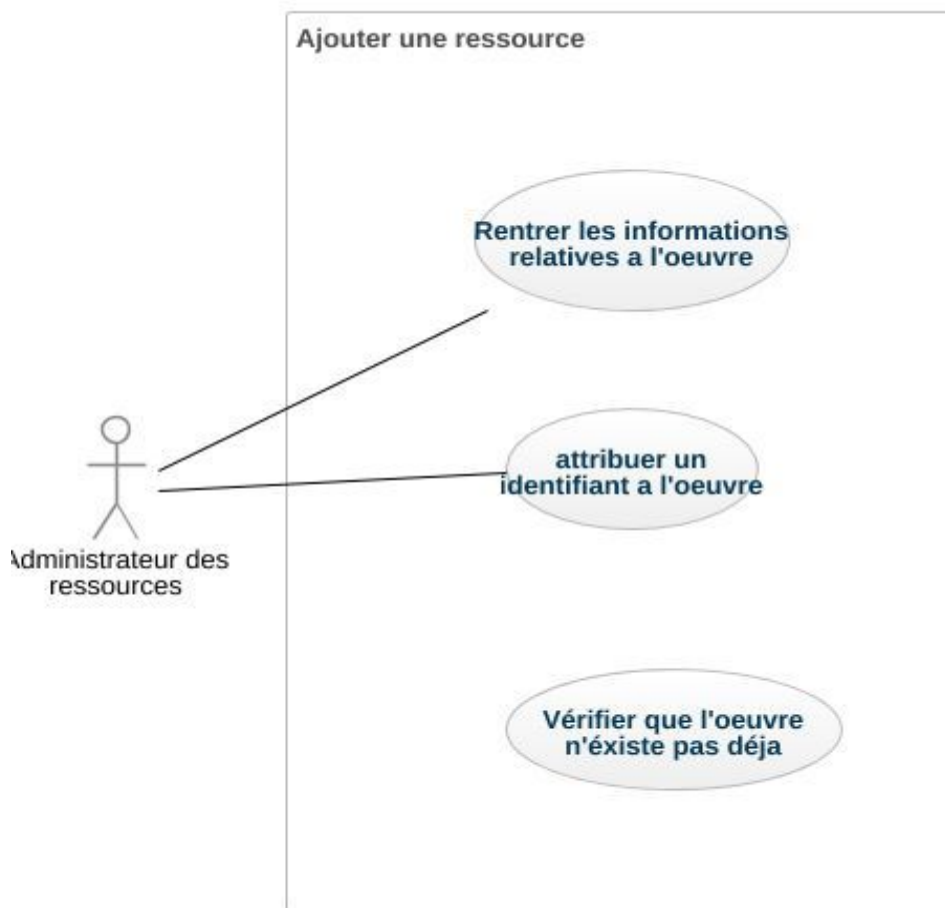 Ajouter une ressource
Rentrer les informations
relatives a l'oeuvre
attribuer un
identifiant a l'oeuvre
Administrateur des
ressources
Vérifier que l'oeuvre
n'éxiste pas déja